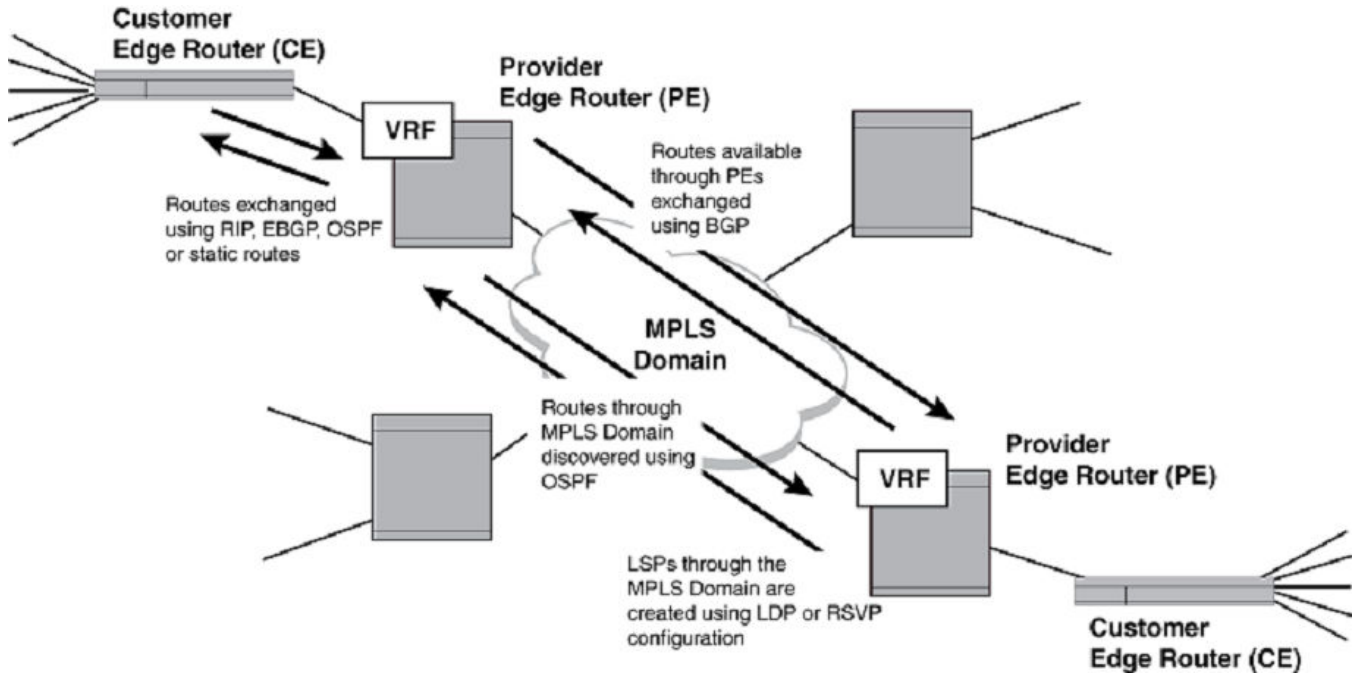 Customer
Edge Router (CE)
Provider
Edge Router (PE)
VRF
Routes available
through PEs
exchanged
using BGP
Routes exchanged
using RIP, EBGP, OSPF
or static routes
MPLS
Domain
Routes through
MPLS Domain
discovered using
OSPF
Provider
Edge Router (PE)
VRF
LSPs through the
MPLS Domain are
created using LDP or RSVP
configuration
Customer
Edge Router (CE)